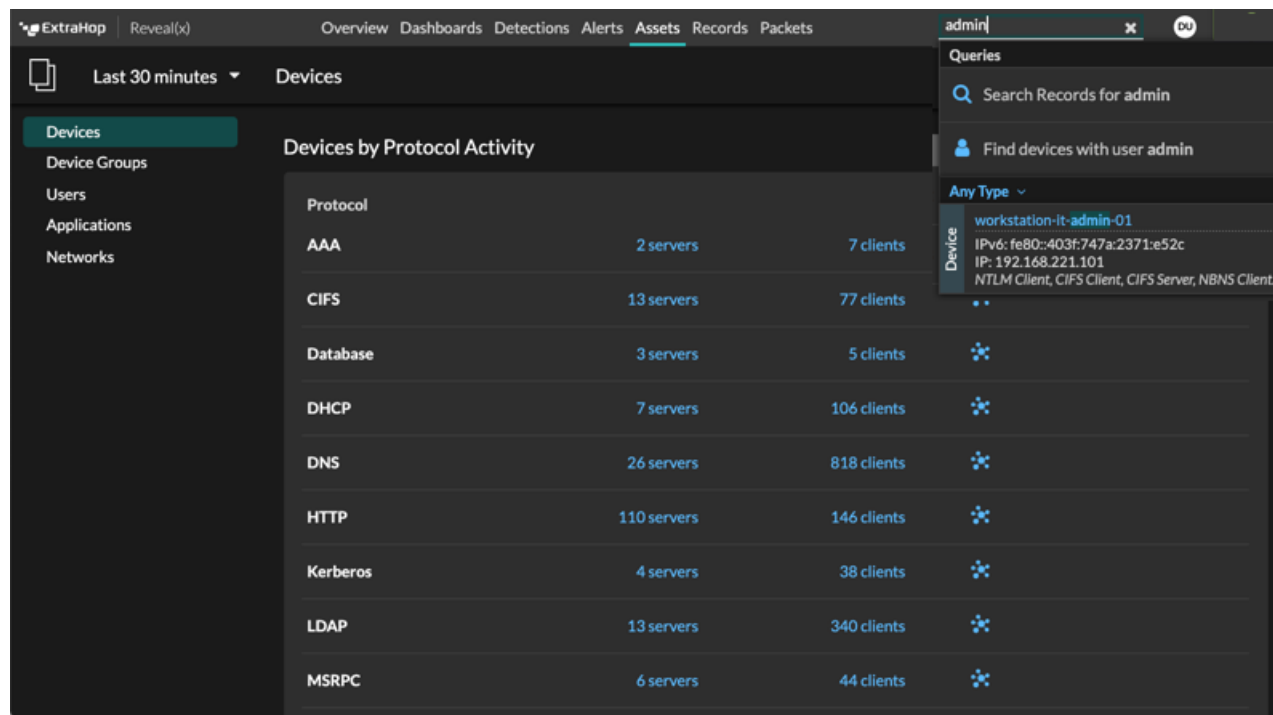 ExtraHop Reveal(x) Overview Dashboards Detections Alerts Assets Records Packets admin DU
Last 30 minutes Devices
Queries
Search Records for admin
Find devices with user admin
Any Type
Device
workstation-it-admin-01
IPv6: fe80::403f:747a:2371:e52c
IP: 192.168.221.101
NTLM Client, CIFS Client, CIFS Server, NBNS Client
Devices
Device Groups
Users
Applications
Networks
Devices by Protocol Activity
Protocol
AAA 2 servers 7 clients
CIFS 13 servers 77 clients
Database 3 servers 5 clients
DHCP 7 servers 106 clients
DNS 26 servers 818 clients
HTTP 110 servers 146 clients
Kerberos 4 servers 38 clients
LDAP 13 servers 340 clients
MSRPC 6 servers 44 clients